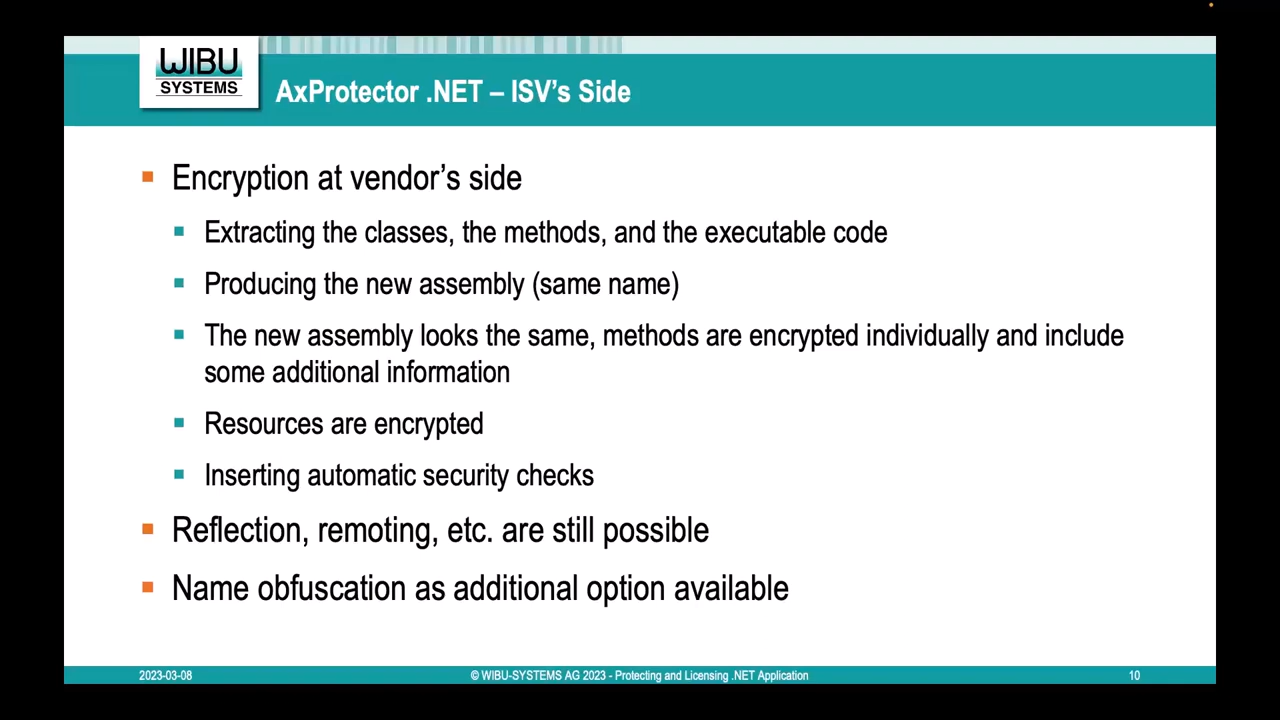 WIBU
SYSTEMS
AxProtector .NET – ISV’s Side
Encryption at vendor’s side
Extracting the classes, the methods, and the executable code
Producing the new assembly (same name)
The new assembly looks the same, methods are encrypted individually and include
some additional information
Resources are encrypted
Inserting automatic security checks
Reflection, remoting, etc. are still possible
Name obfuscation as additional option available
2023-03-08
© WIBU-SYSTEMS AG 2023 - Protecting and Licensing .NET Application
10